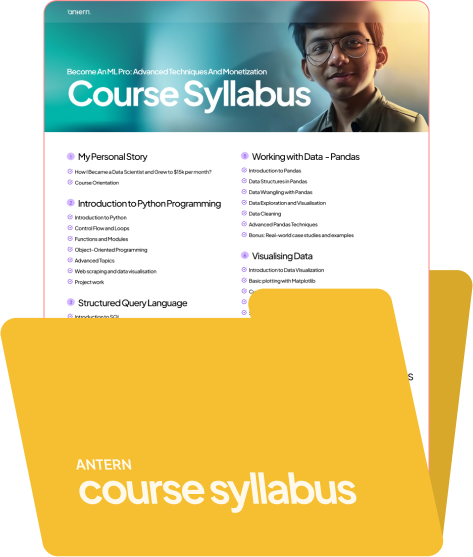 antern
Become An ML Pro: Advanced Techniques And Monetization
Course Syllabus
1 My Personal Story
How I Became a Data Scientist and Grew to $15k per month?
Course Orientation
2 Introduction to Python Programming
Introduction to Python
Control Flow and Loops
Functions and Modules
Object-Oriented Programming
Advanced Topics
Web scraping and data visualisation
Project work
3 Structured Query Language
Introduction to SQL
5 Working with Data - Pandas
Introduction to Pandas
Data Structures in Pandas
Data Wrangling with Pandas
Data Exploration and Visualisation
Data Cleaning
Advanced Pandas Techniques
Bonus: Real-world case studies and examples
6 Visualising Data
Introduction to Data Visualization
Basic plotting with Matplotlib
ANTERN
course syllabus